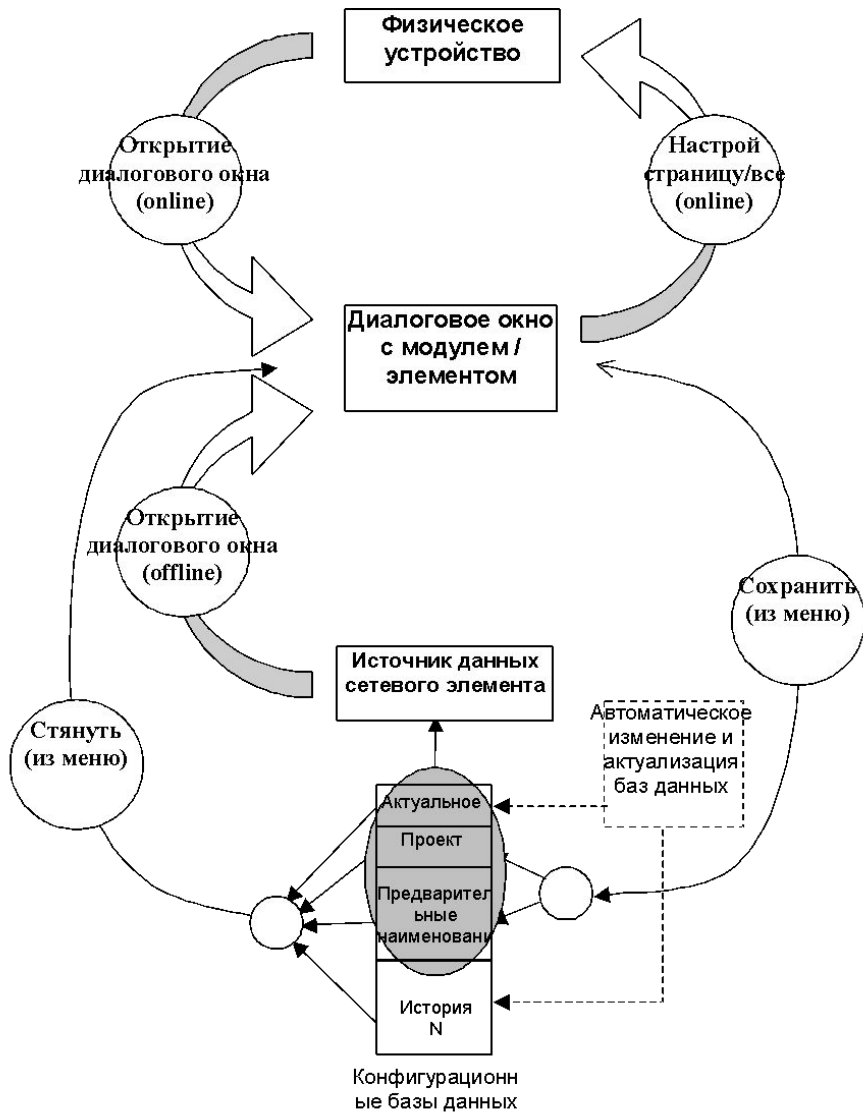 Физическое
устройство
Открытие
диалогового окна
(online)
Настрой
страницу/все
(online)
Диалоговое окно
с модулем /
элементом
Открытие
диалогового окна
(offline)
Сохранить
(из меню)
Источник данных
сетевого элемента
Стянуть
(из меню)
Автоматическое
изменение и
актуализация
баз данных
Актуальное
Проект
Предварител
ьные
наименовани
История
N
Конфигурационн
ые базы данных